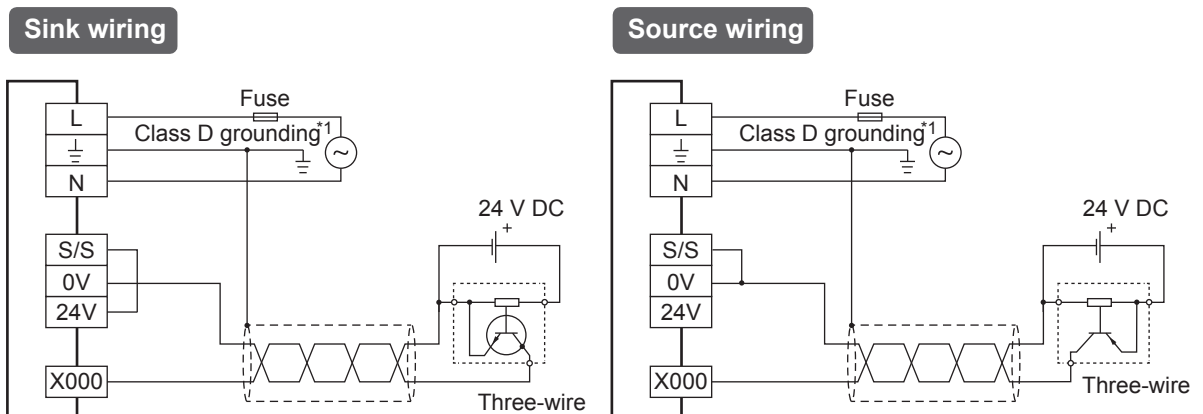 Sink wiring
L
Fuse
Class D grounding*1
N
~
24 V DC
+
S/S
0V
24V
X000
Three-wire
Source wiring
L
Fuse
Class D grounding*1
N
~
24 V DC
+
S/S
0V
24V
X000
Three-wire